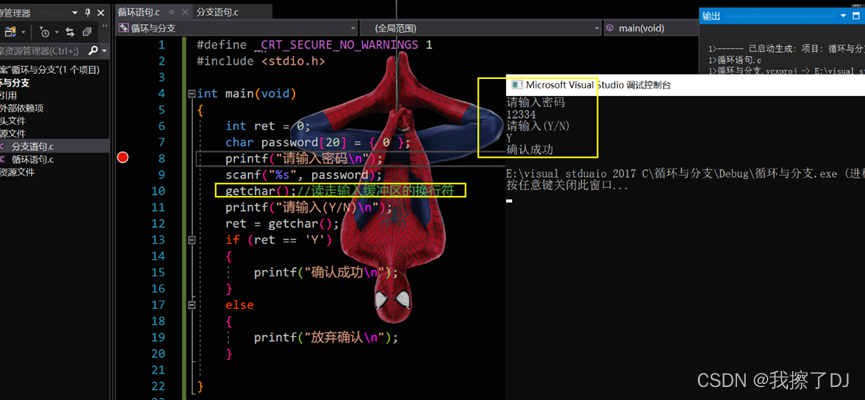 源管理器
循环语句.c
分支语句.c
循环与分支
(全局范围)
main(void)
输出
案资源管理器(Ctrl+;)
案"循环与分支"(1 个项目)
环与分支
引用
外部依赖项
头文件
源文件
分支语句.c
循环语句.c
资源文件
1 #define _CRT_SECURE_NO_WARNINGS 1
2 #include <stdio.h>
3
4 int main(void)
5 {
6 int ret = 0;
7 char password[20] = { 0 };
8 printf("请输入密码\n");
9 scanf("%s", password);
10 getchar();//读走输入缓冲区的换行符
11 printf("请输入(Y/N)\n");
12 ret = getchar();
13 if (ret == 'Y')
14 {
15 printf("确认成功\n");
16 }
17 else
18 {
19 printf("放弃确认\n");
20 }
21
22 }
1>------ 已启动生成: 项目: 循环与分
1>循环语句.c
1>循环与分支.vcxproj -> E:\visual st
Microsoft Visual Studio 调试控制台
请输入密码
12334
请输入(Y/N)
Y
确认成功
E:\visual stduaio 2017 C\循环与分支\Debug\循环与分支.exe (进程
按任意键关闭此窗口...
CSDN @我擦了DJ